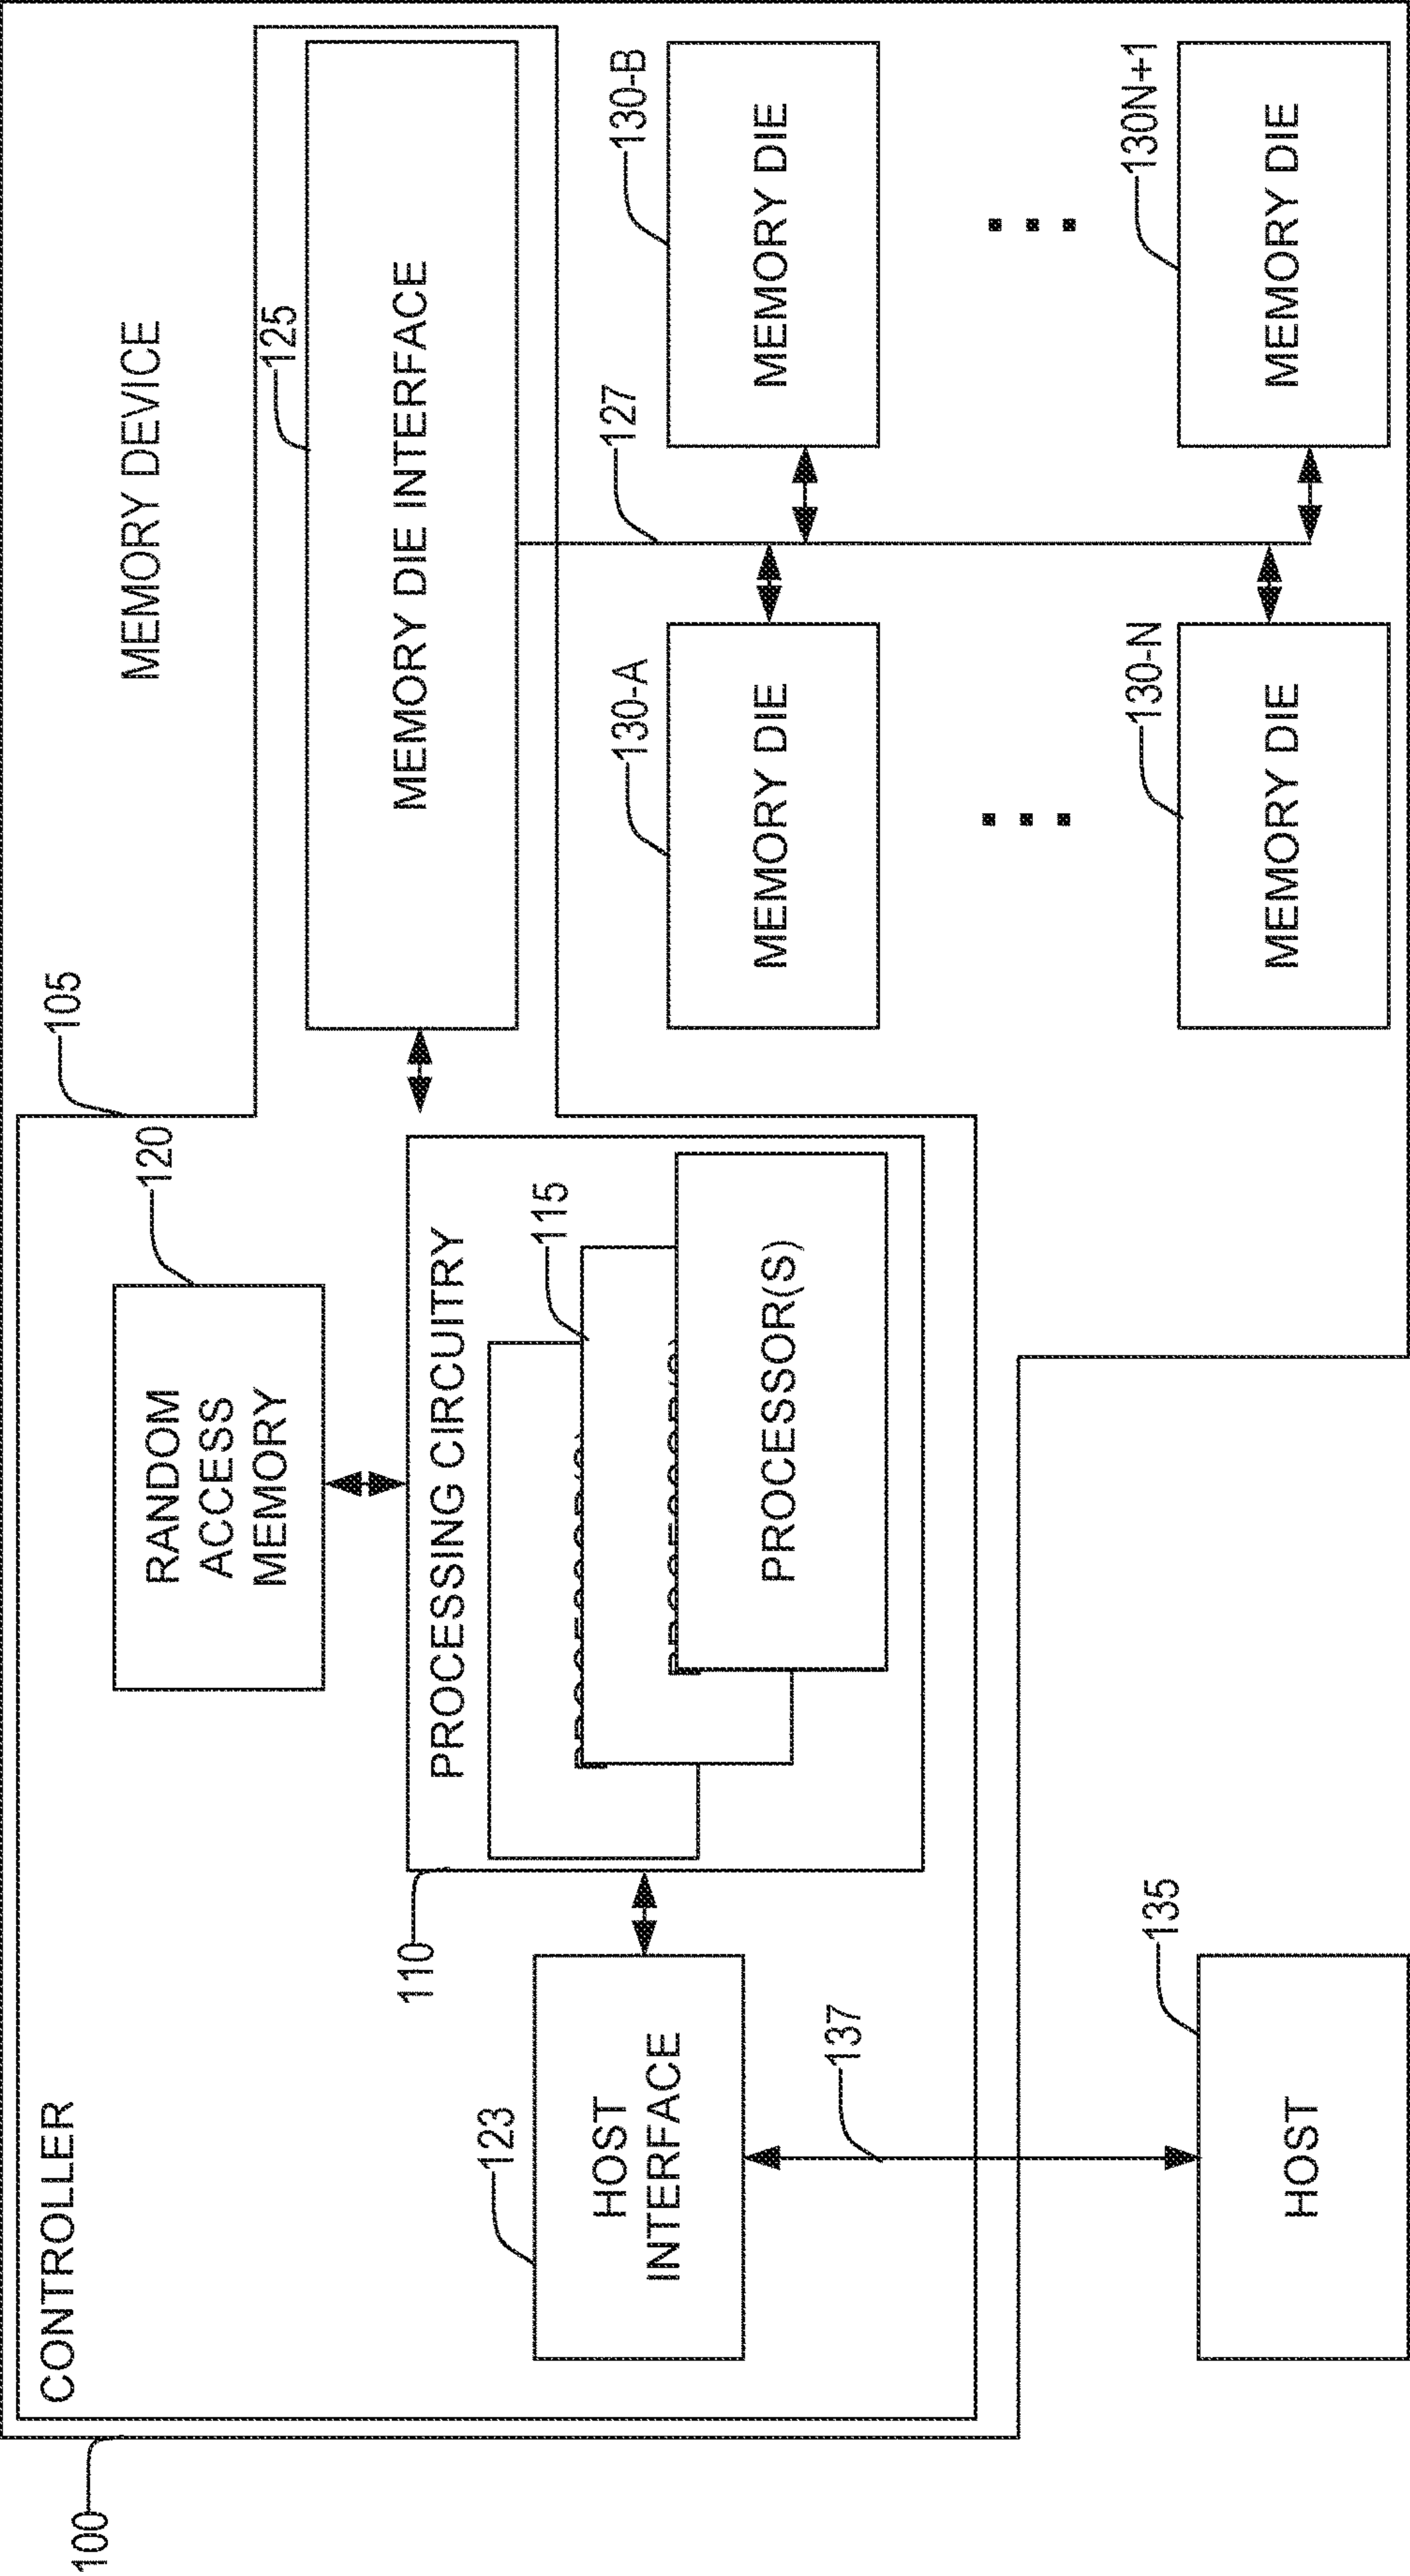 100
CONTROLLER
105
MEMORY DEVICE
120
RANDOM
ACCESS
MEMORY
125
MEMORY DIE INTERFACE
110
PROCESSING CIRCUITRY
115
PROCESSOR(S)
123
HOST
INTERFACE
137
127
130-A
MEMORY DIE
130-B
MEMORY DIE
130-N
MEMORY DIE
130N+1
MEMORY DIE
135
HOST